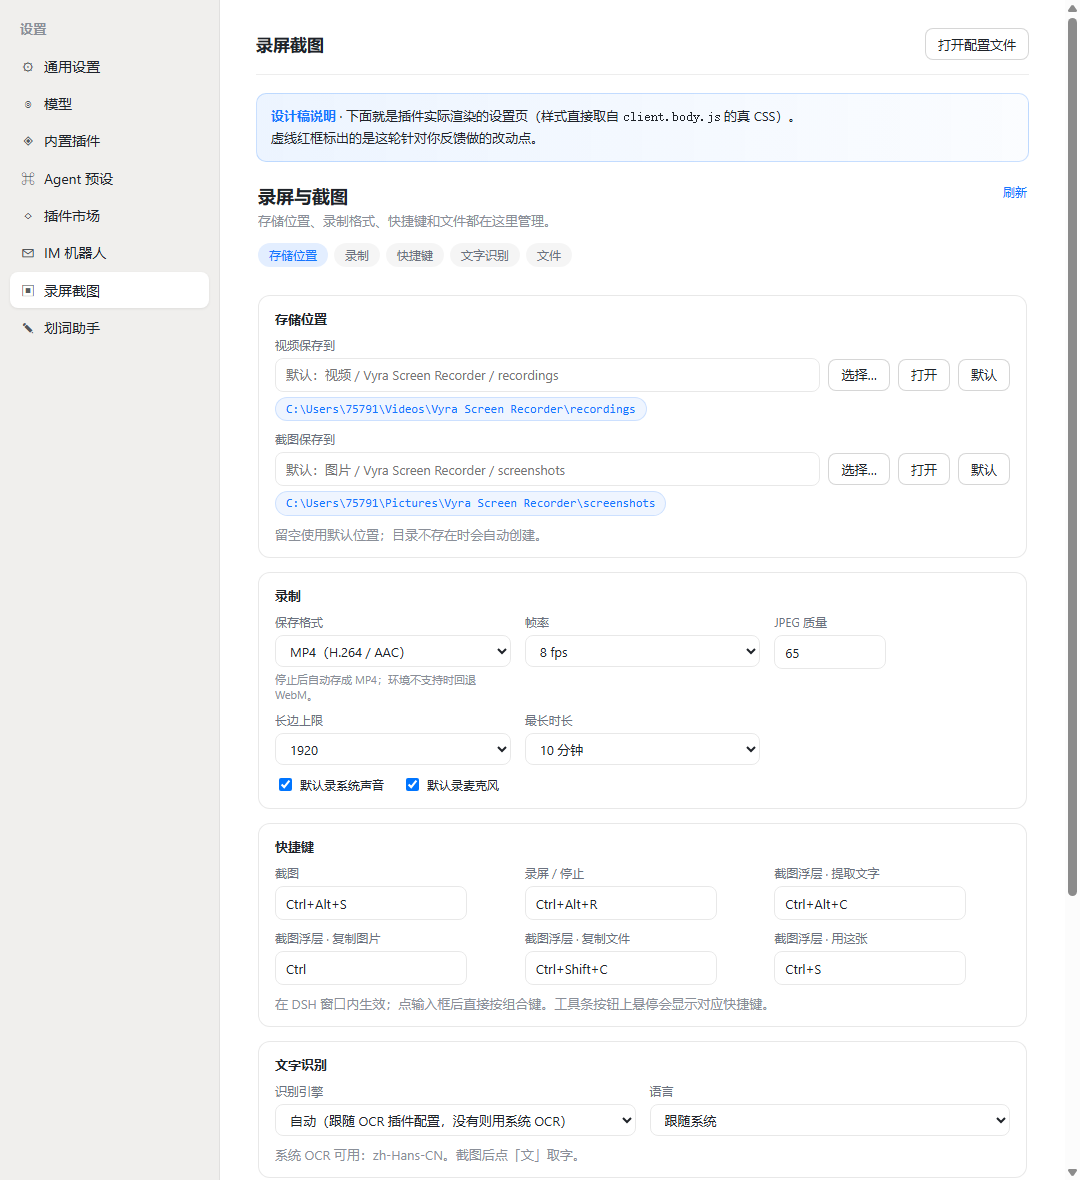 设置
通用设置
模型
内置插件
Agent 预设
插件市场
IM 机器人
录屏截图
划词助手
录屏截图
打开配置文件
设计稿说明 · 下面就是插件实际渲染的设置页（样式直接取自 client.body.js 的真 CSS）。
虚线红框标出的是这轮针对你反馈做的改动点。
录屏与截图
刷新
存储位置、录制格式、快捷键和文件都在这里管理。
存储位置 录制 快捷键 文字识别 文件
存储位置
视频保存到
默认：视频 / Vyra Screen Recorder / recordings 选择... 打开 默认
C:\Users\75791\Videos\Vyra Screen Recorder\recordings
截图保存到
默认：图片 / Vyra Screen Recorder / screenshots 选择... 打开 默认
C:\Users\75791\Pictures\Vyra Screen Recorder\screenshots
留空使用默认位置；目录不存在时会自动创建。
录制
保存格式 帧率 JPEG 质量
MP4（H.264 / AAC） 8 fps 65
停止后自动存成 MP4；环境不支持时回退
WebM。
长边上限 最长时长
1920 10 分钟
默认录系统声音 默认录麦克风
快捷键
截图 录屏 / 停止 截图浮层 · 提取文字
Ctrl+Alt+S Ctrl+Alt+R Ctrl+Alt+C
截图浮层 · 复制图片 截图浮层 · 复制文件 截图浮层 · 用这张
Ctrl Ctrl+Shift+C Ctrl+S
在 DSH 窗口内生效；点输入框后直接按组合键。工具条按钮上悬停会显示对应快捷键。
文字识别
识别引擎 语言
自动（跟随 OCR 插件配置，没有则用系统 OCR） 跟随系统
系统 OCR 可用：zh-Hans-CN。截图后点「文」取字。